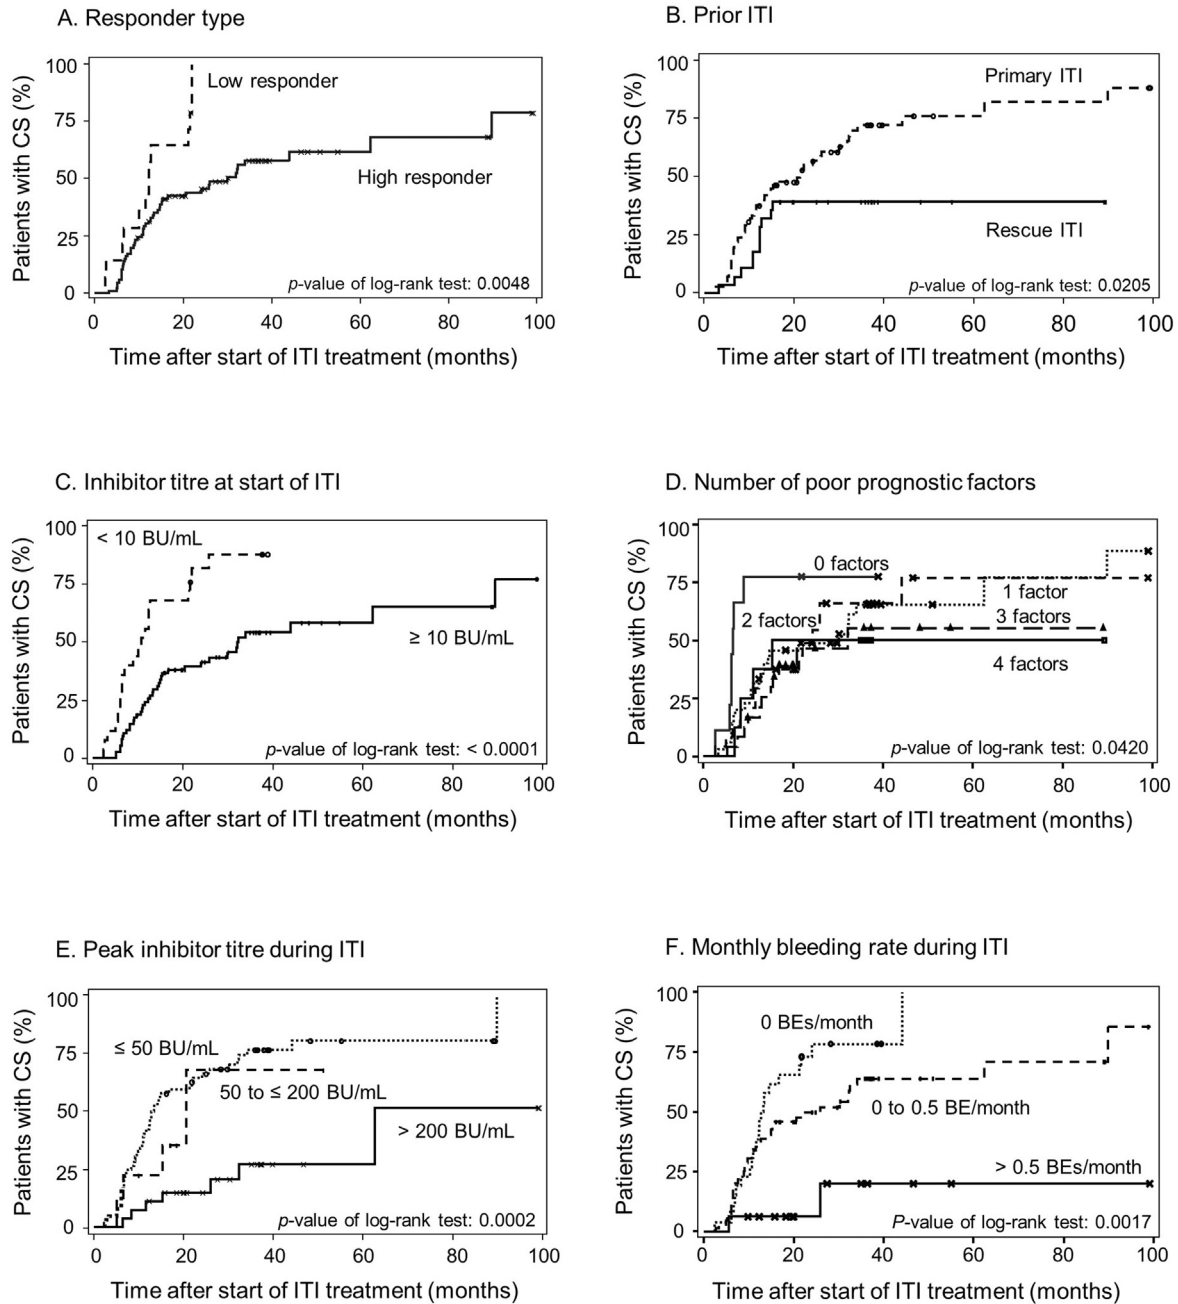 A. Responder type
Patients with CS (%)
100
75
50
25
0
Low responder
High responder
p-value of log-rank test: 0.0048
0 20 40 60 80 100
Time after start of ITI treatment (months)
B. Prior ITI
Patients with CS (%)
100
75
50
25
0
Primary ITI
Rescue ITI
p-value of log-rank test: 0.0205
0 20 40 60 80 100
Time after start of ITI treatment (months)
C. Inhibitor titre at start of ITI
Patients with CS (%)
100
75
50
25
0
< 10 BU/mL
≥ 10 BU/mL
p-value of log-rank test: < 0.0001
0 20 40 60 80 100
Time after start of ITI treatment (months)
D. Number of poor prognostic factors
Patients with CS (%)
100
75
50
25
0
0 factors
1 factor
2 factors
3 factors
4 factors
p-value of log-rank test: 0.0420
0 20 40 60 80 100
Time after start of ITI treatment (months)
E. Peak inhibitor titre during ITI
Patients with CS (%)
100
75
50
25
0
≤ 50 BU/mL
50 to ≤ 200 BU/mL
> 200 BU/mL
p-value of log-rank test: 0.0002
0 20 40 60 80 100
Time after start of ITI treatment (months)
F. Monthly bleeding rate during ITI
Patients with CS (%)
100
75
50
25
0
0 BEs/month
0 to 0.5 BE/month
> 0.5 BEs/month
P-value of log-rank test: 0.0017
0 20 40 60 80 100
Time after start of ITI treatment (months)